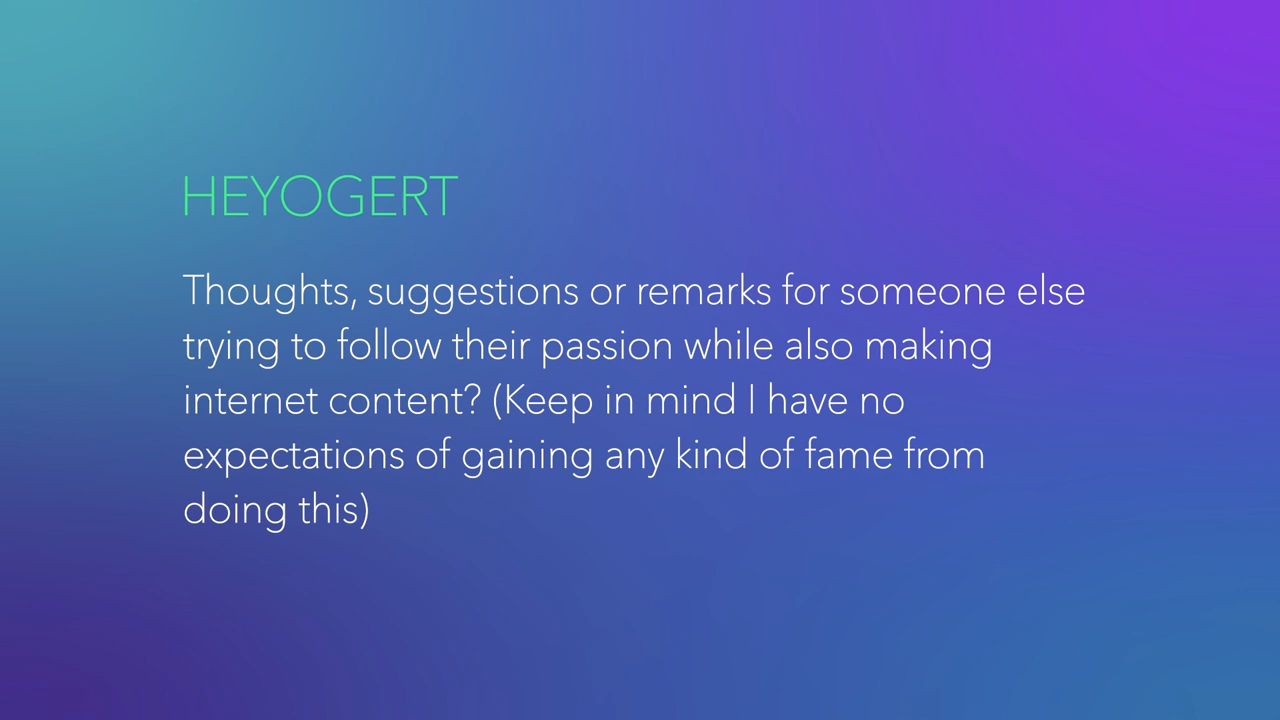 HEYOGERT
Thoughts, suggestions or remarks for someone else
trying to follow their passion while also making
internet content? (Keep in mind I have no
expectations of gaining any kind of fame from
doing this)